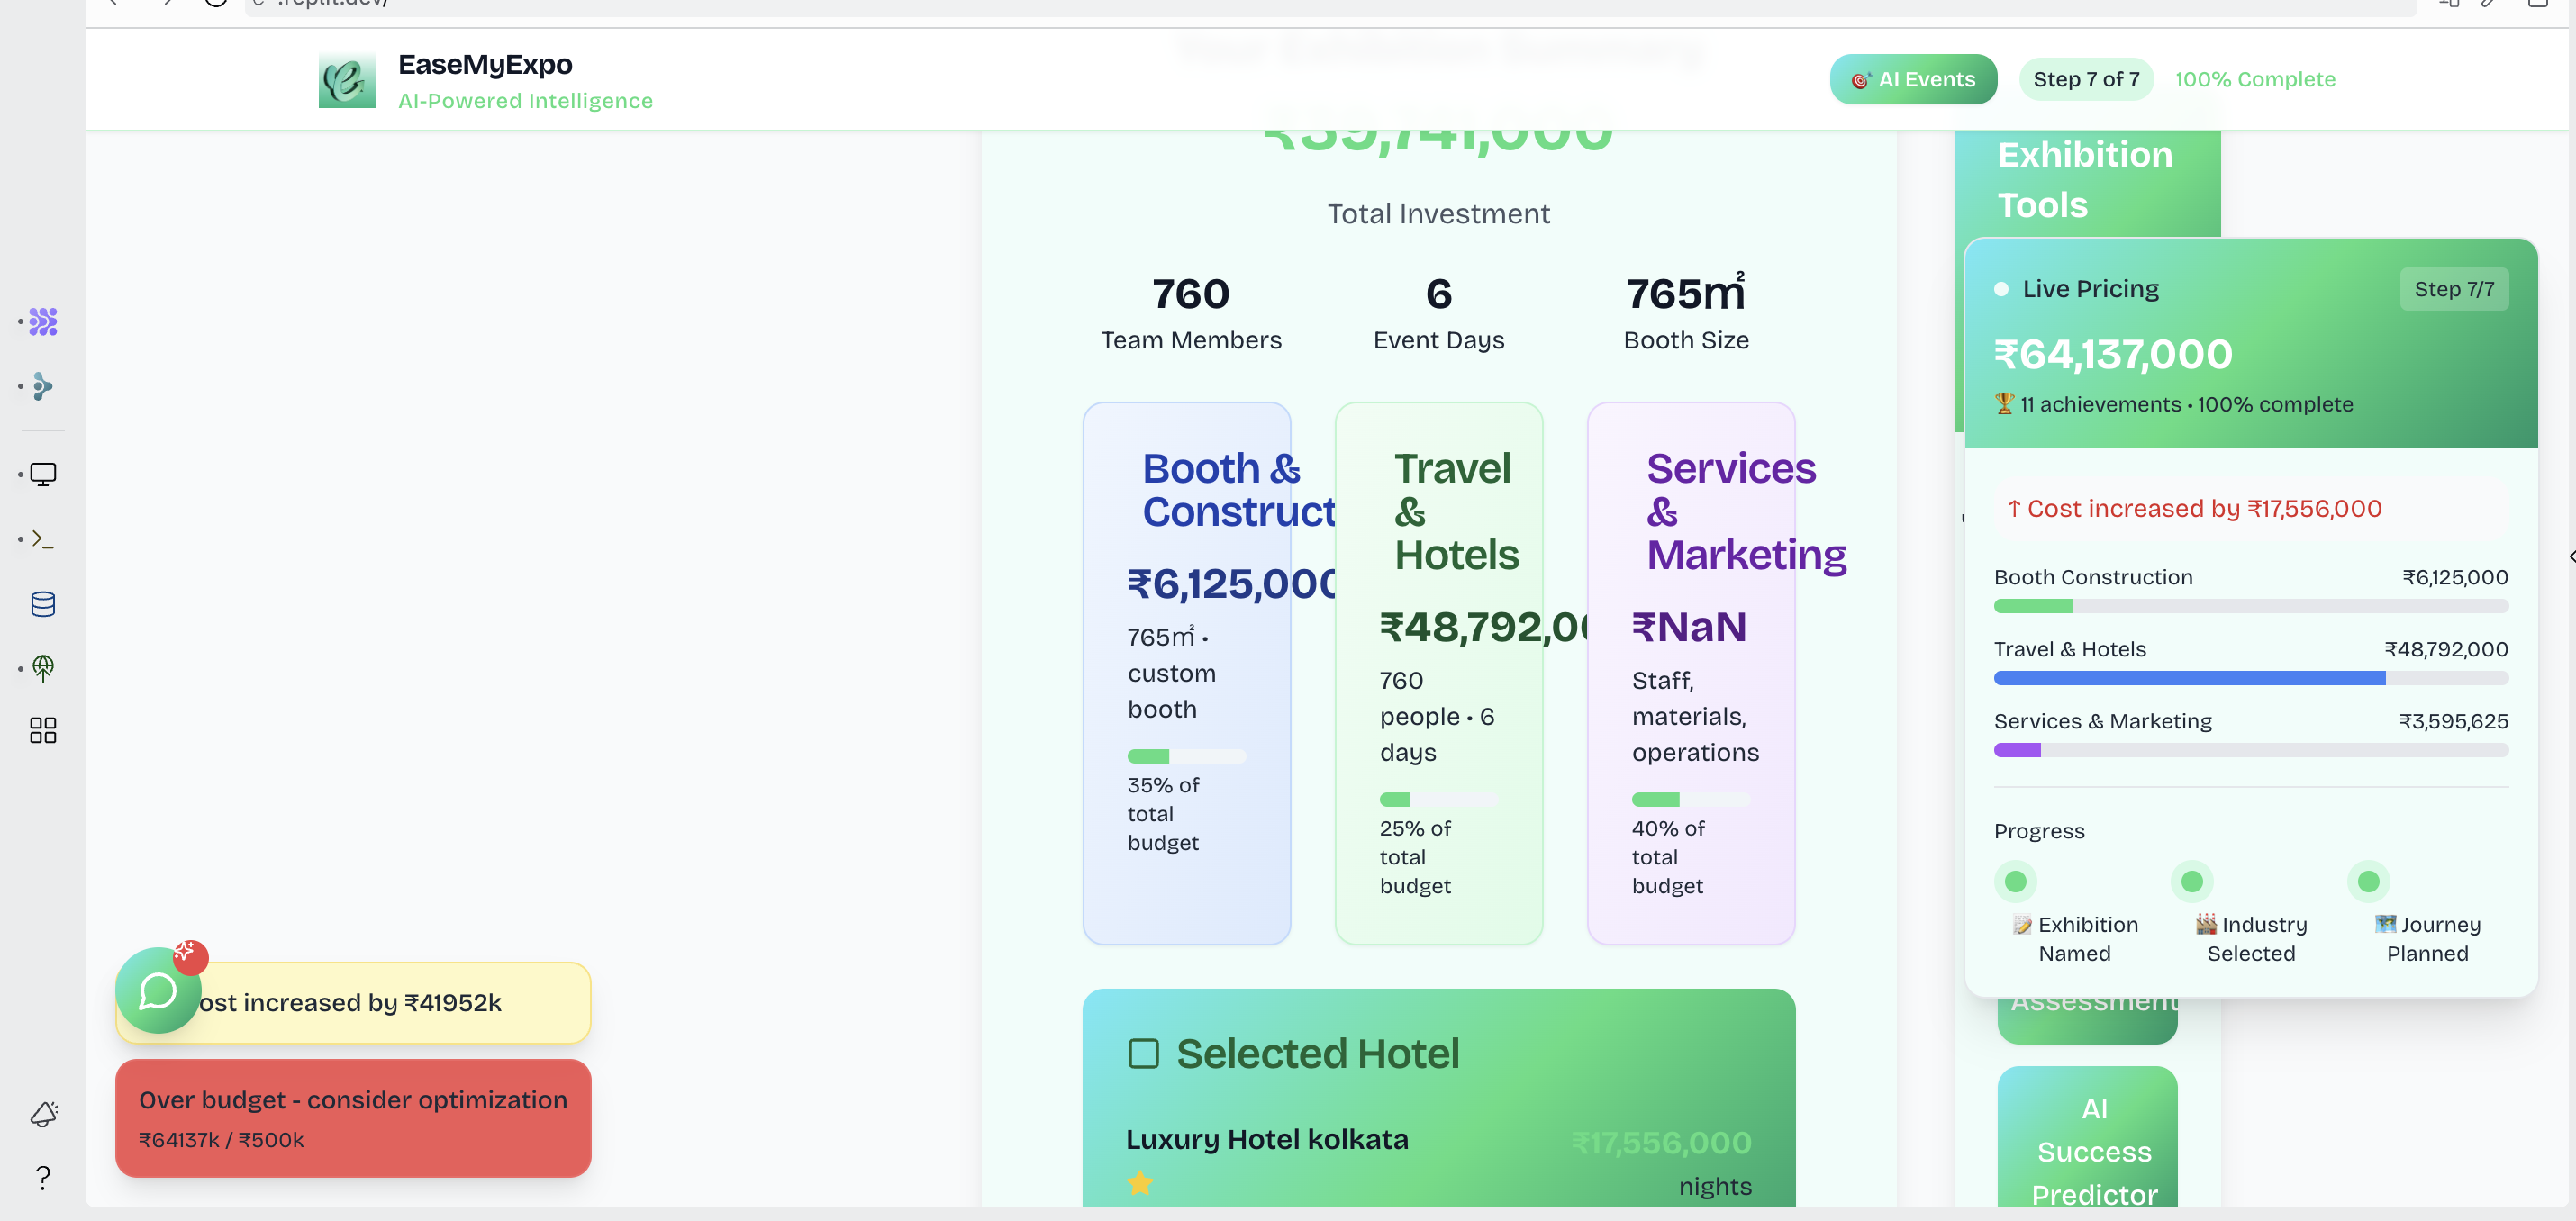 EaseMyExpo
AI-Powered Intelligence
🎯 AI Events
Step 7 of 7
100% Complete
₹39,741,000
Total Investment
760
Team Members
6
Event Days
765㎡
Booth Size
Booth &
Construct
₹6,125,000
765㎡ •
custom
booth
35% of
total
budget
Travel
&
Hotels
₹48,792,00
760
people • 6
days
25% of
total
budget
Services
&
Marketing
₹NaN
Staff,
materials,
operations
40% of
total
budget
Selected Hotel
Luxury Hotel kolkata
₹17,556,000
nights
Exhibition
Tools
Live Pricing
Step 7/7
₹64,137,000
🏆 11 achievements • 100% complete
↑ Cost increased by ₹17,556,000
Booth Construction
₹6,125,000
Travel & Hotels
₹48,792,000
Services & Marketing
₹3,595,625
Progress
📝 Exhibition
Named
🏭 Industry
Selected
🗺️ Journey
Planned
Assessment
AI
Success
Predictor
ost increased by ₹41952k
Over budget - consider optimization
₹64137k / ₹500k